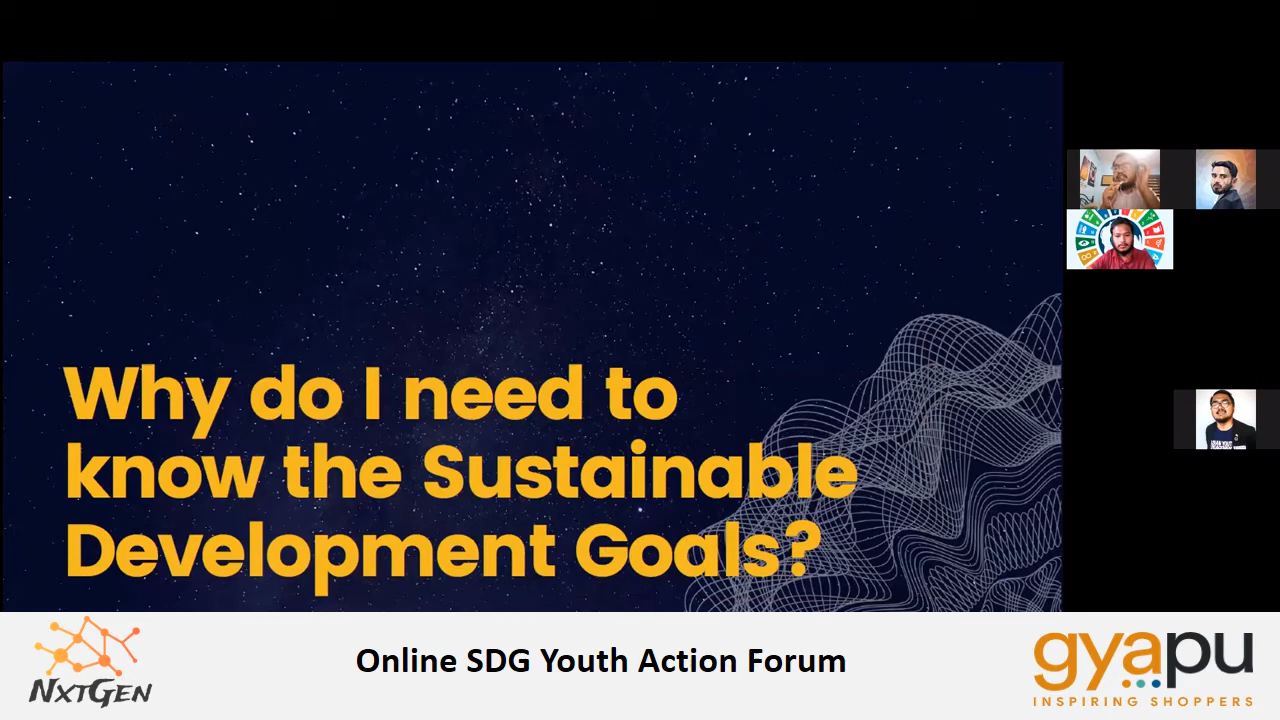 Why do I need to
know the Sustainable
Development Goals?
NxtGen
Online SDG Youth Action Forum
gyapu
INSPIRING SHOPPERS